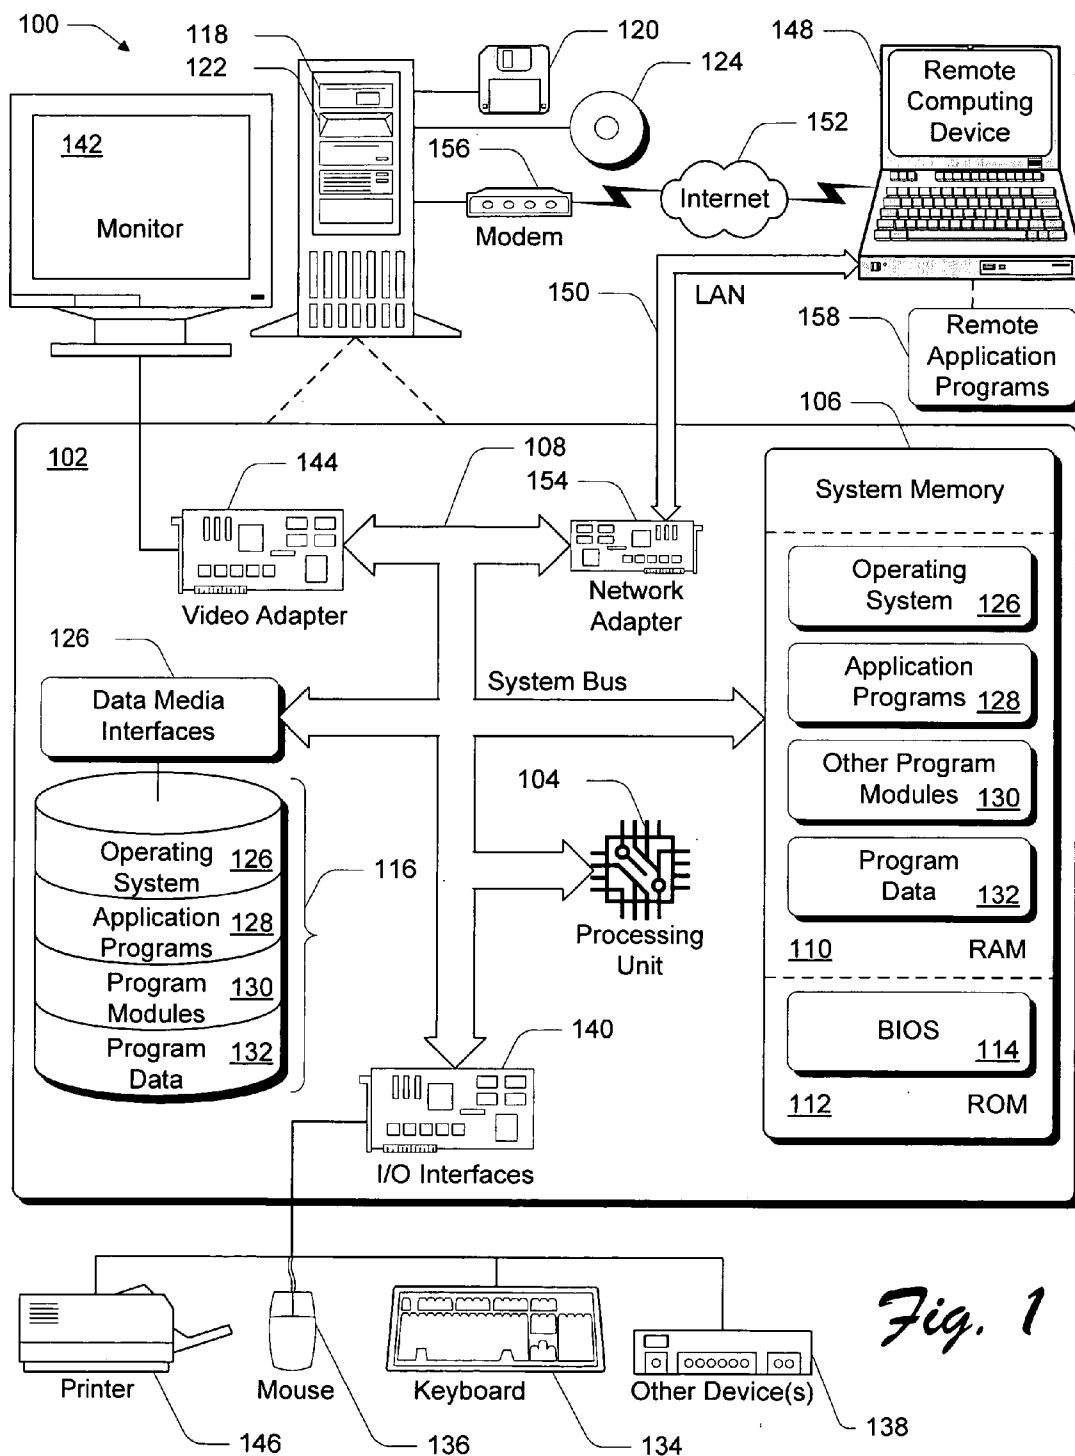 100
118
122
120
124
148
Remote
Computing
Device
142
Monitor
156
Modem
152
Internet
150
LAN
158
Remote
Application
Programs
106
102
144
108
154
Video Adapter
Network
Adapter
System Memory
Operating
System 126
Application
Programs 128
Other Program
Modules 130
Program
Data 132
110 RAM
BIOS
114
112 ROM
126
Data Media
Interfaces
System Bus
104
Processing
Unit
Operating
System 126
Application
Programs 128
Program
Modules 130
Program
Data 132
116
140
I/O Interfaces
Printer
146
Mouse
136
Keyboard
134
Other Device(s)
138
Fig. 1